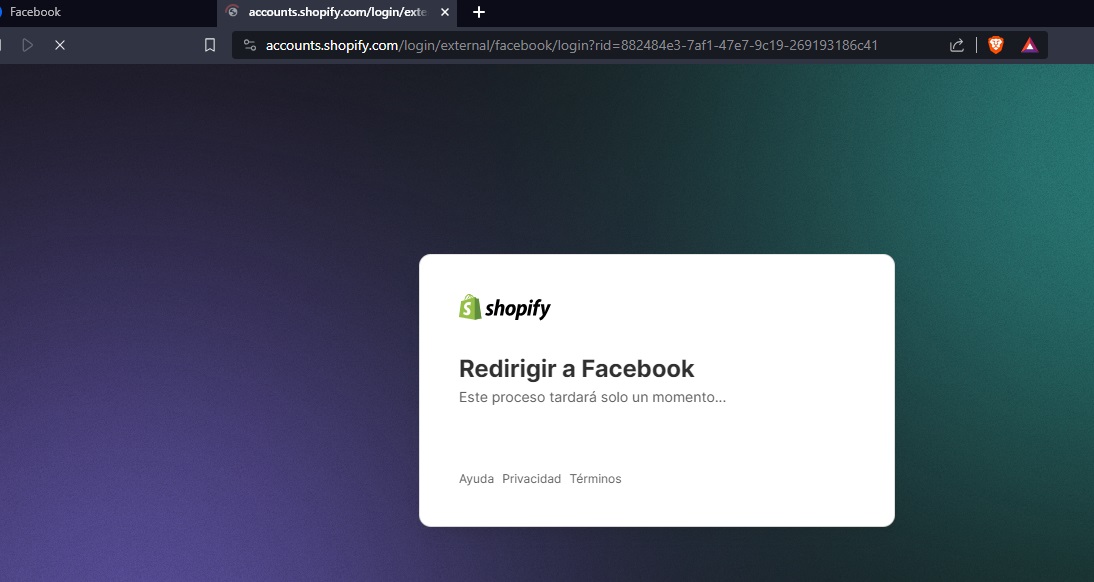 Facebook
accounts.shopify.com/login/exte
accounts.shopify.com/login/external/facebook/login?rid=882484e3-7af1-47e7-9c19-269193186c41
shopify
Redirigir a Facebook
Este proceso tardará solo un momento...
Ayuda Privacidad Términos